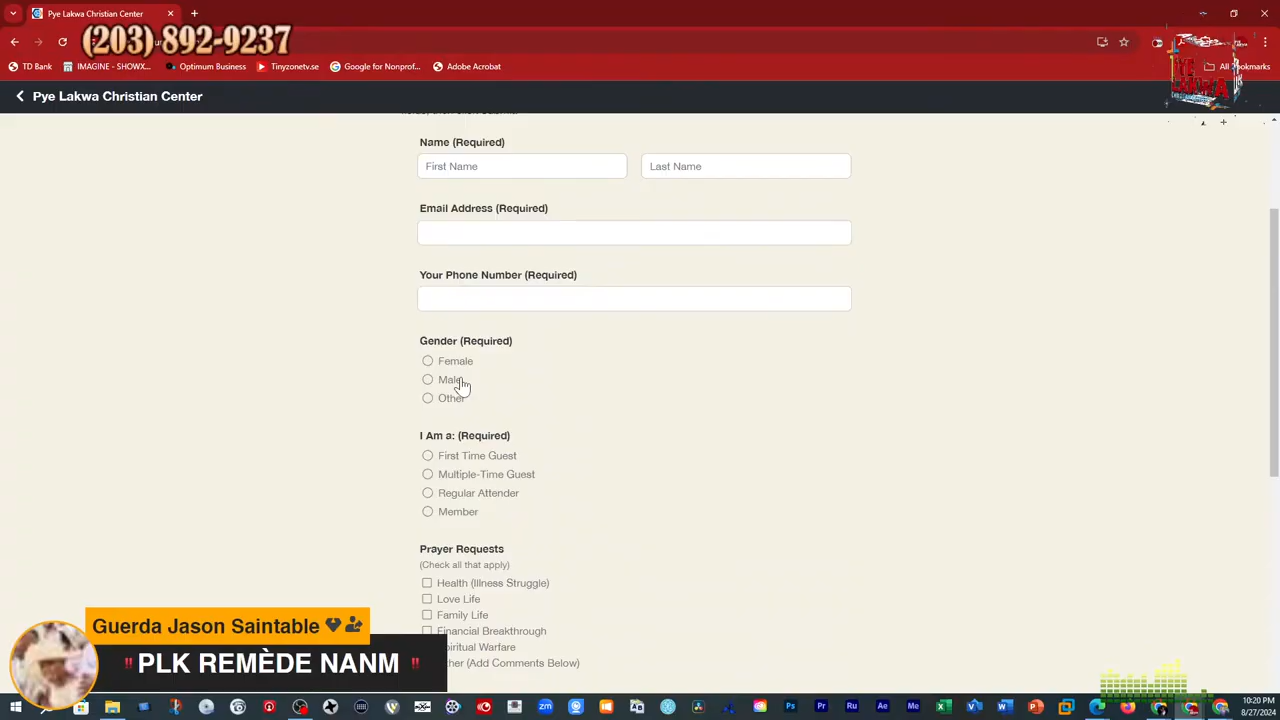 Pye Lakwa Christian Center
(203) 892-9237
TD Bank
IMAGINE - SHOWX...
Optimum Business
Tinyzonetv.se
Google for Nonprof...
Adobe Acrobat
All Bookmarks
PYE LAKWA
Pye Lakwa Christian Center
Name (Required)
First Name
Last Name
Email Address (Required)
Your Phone Number (Required)
Gender (Required)
Female
Male
Other
I Am a: (Required)
First Time Guest
Multiple-Time Guest
Regular Attender
Member
Prayer Requests
(Check all that apply)
Health (Illness Struggle)
Love Life
Family Life
Financial Breakthrough
piritual Warfare
ther (Add Comments Below)
Guerda Jason Saintable
‼ PLK REMÈDE NANM ‼
10:20 PM
8/27/2024